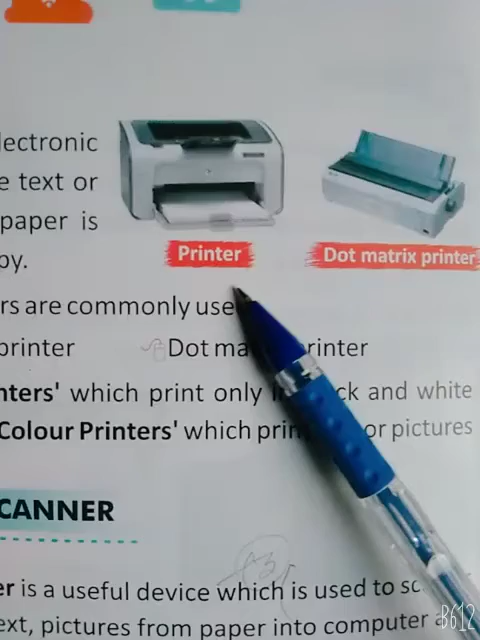 lectronic
e text or
paper is
py.
Printer
Dot matrix printer
rs are commonly use
printer Dot ma rinter
nters' which print only ck and white
Colour Printers' which prin or pictures
CANNER
er is a useful device which is used to sc
ext, pictures from paper into computer
B612